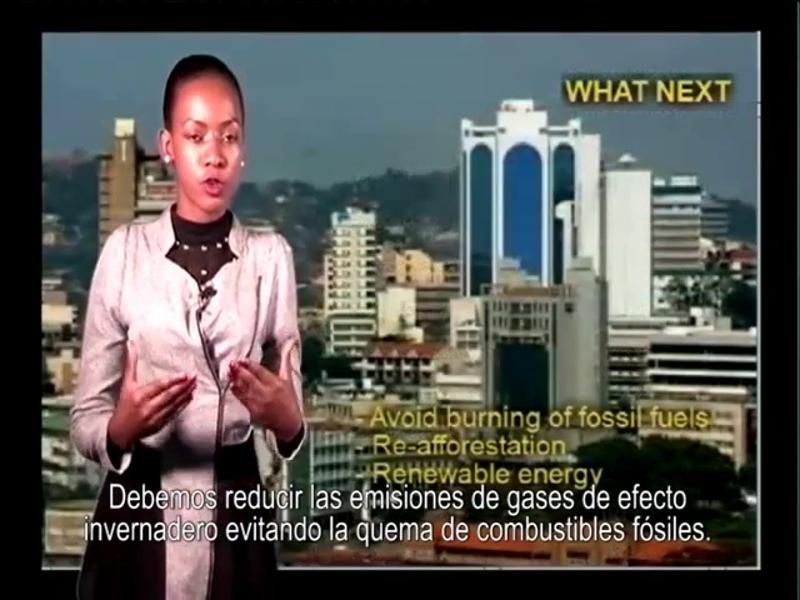 WHAT NEXT
- Avoid burning of fossil fuels
- Re-afforestation
- Renewable energy
Debemos reducir las emisiones de gases de efecto
invernadero evitando la quema de combustibles fósiles.